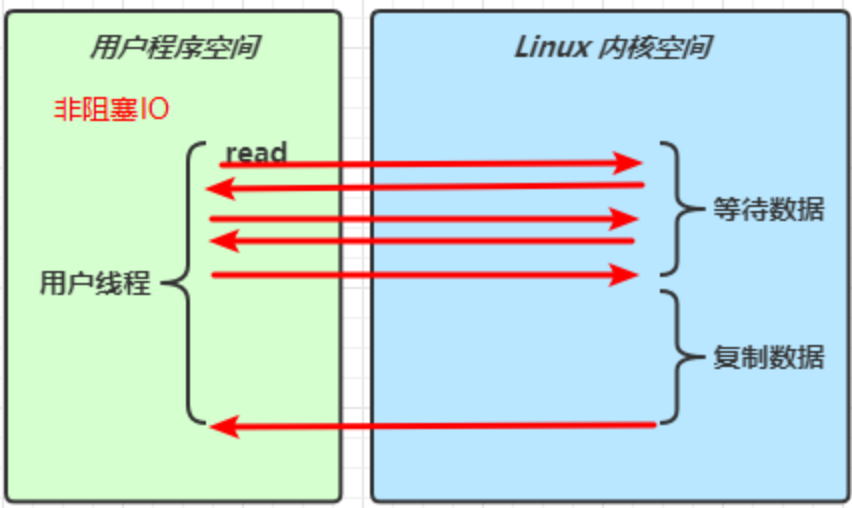 用户程序空间
Linux 内核空间
非阻塞IO
read
等待数据
用户线程
复制数据